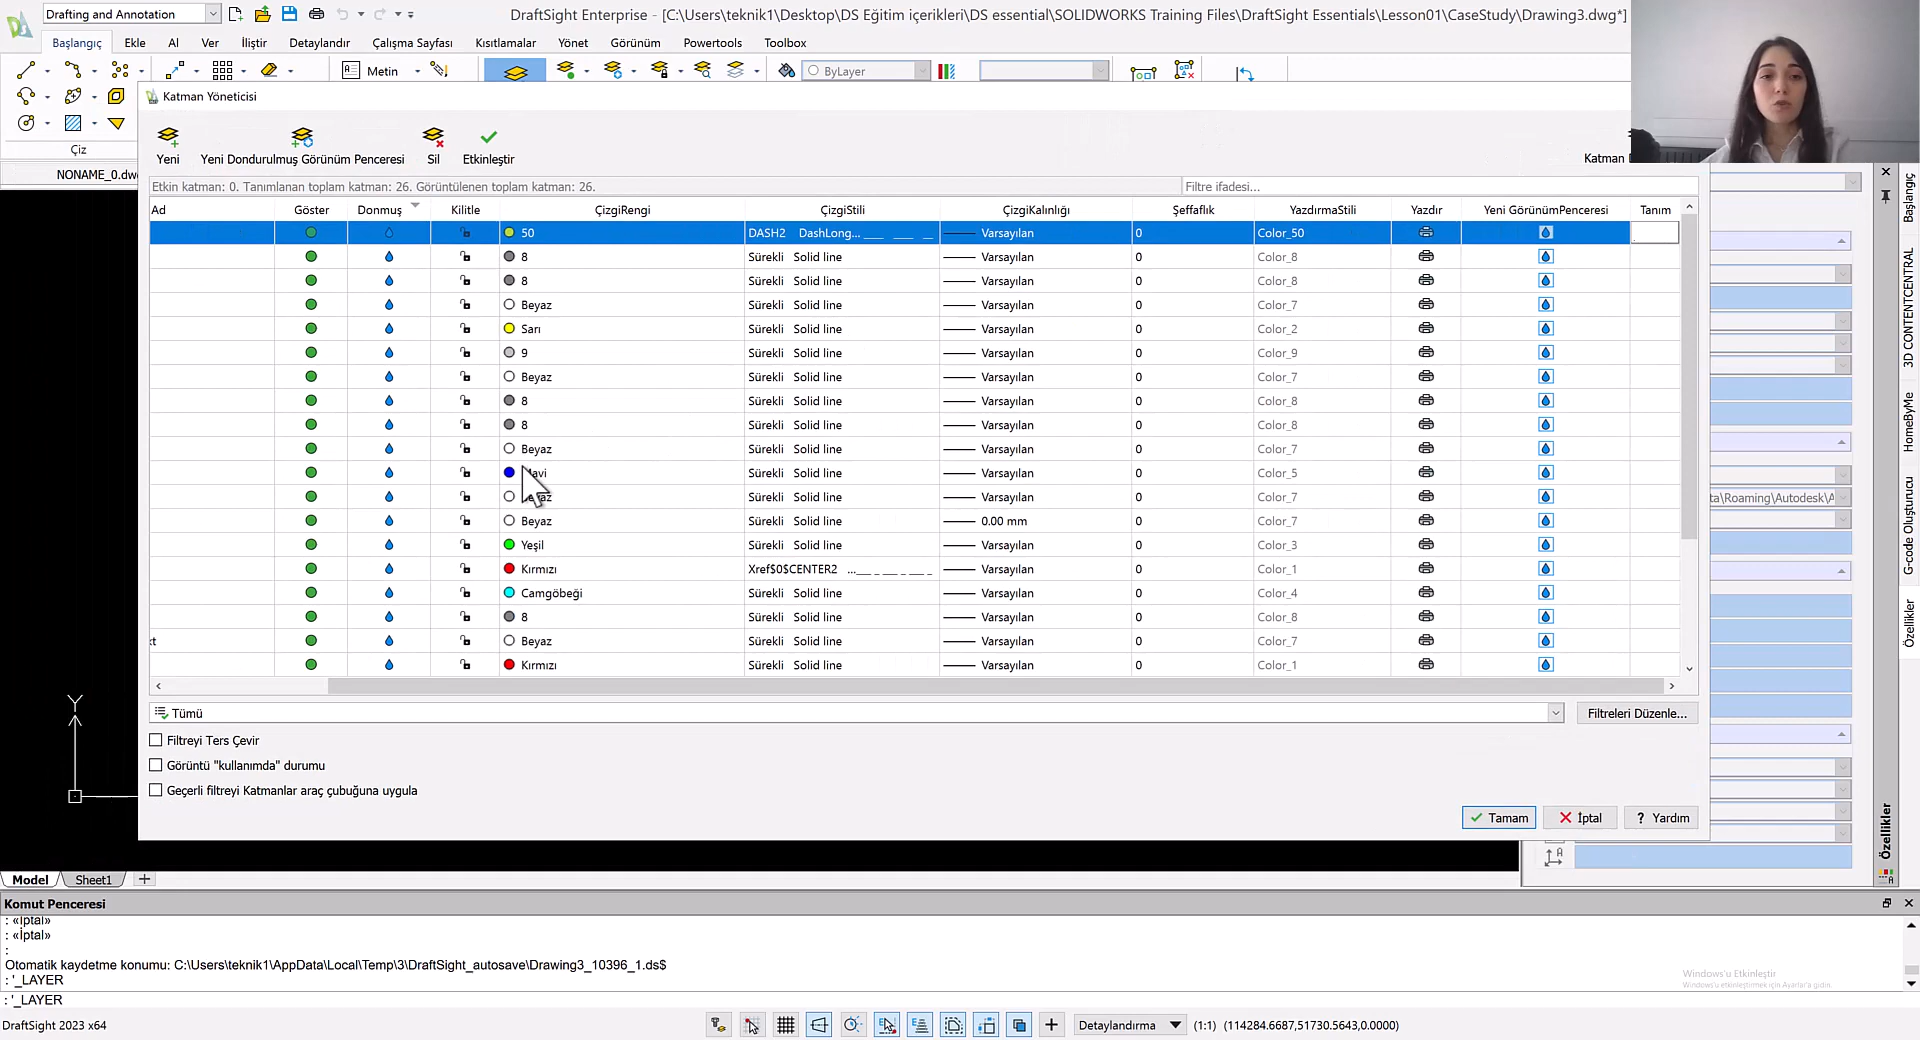 Drafting and Annotation
DraftSight Enterprise - [C:\Users\teknik1\Desktop\DS Eğitim içerikleri\DS essential\SOLIDWORKS Training Files\DraftSight Essentials\Lesson01\CaseStudy\Drawing3.dwg*]
Başlangıç Ekle AI Ver İliştir Detaylandır Çalışma Sayfası Kısıtlamalar Yönet Görünüm Powertools Toolbox
Metin ByLayer
Çiz
NONAME_0.dw
Katman Yöneticisi
Yeni Yeni Dondurulmuş Görünüm Penceresi Sil Etkinleştir Katman
Etkin katman: 0. Tanımlanan toplam katman: 26. Görüntülenen toplam katman: 26. Filtre ifadesi...
Ad Göster Donmuş Kilitle ÇizgiRengi ÇizgiStili ÇizgiKalınlığı Şeffaflık YazdırmaStili Yazdır Yeni GörünümPenceresi Tanım
50 DASH2 DashLong... Varsayılan 0 Color_50
8 Sürekli Solid line Varsayılan 0 Color_8
8 Sürekli Solid line Varsayılan 0 Color_8
Beyaz Sürekli Solid line Varsayılan 0 Color_7
Sarı Sürekli Solid line Varsayılan 0 Color_2
9 Sürekli Solid line Varsayılan 0 Color_9
Beyaz Sürekli Solid line Varsayılan 0 Color_7
8 Sürekli Solid line Varsayılan 0 Color_8
8 Sürekli Solid line Varsayılan 0 Color_8
Beyaz Sürekli Solid line Varsayılan 0 Color_7
Mavi Sürekli Solid line Varsayılan 0 Color_5
Beyaz Sürekli Solid line Varsayılan 0 Color_7
Beyaz Sürekli Solid line 0.00 mm 0 Color_7
Yeşil Sürekli Solid line Varsayılan 0 Color_3
Kırmızı Xref$0$CENTER2 ... Varsayılan 0 Color_1
Camgöbeği Sürekli Solid line Varsayılan 0 Color_4
8 Sürekli Solid line Varsayılan 0 Color_8
Beyaz Sürekli Solid line Varsayılan 0 Color_7
Kırmızı Sürekli Solid line Varsayılan 0 Color_1
Tümü Filtreleri Düzenle...
Filtreyi Ters Çevir
Görüntü "kullanımda" durumu
Geçerli filtreyi Katmanlar araç çubuğuna uygula
Tamam İptal ? Yardım
ta\Roaming\Autodesk\A
Başlangıç
3D CONTENTCENTRAL
HomeByMe
G-code Oluşturucu
Özellikler
Özellikler
Y
Model Sheet1
Komut Penceresi
: «İptal»
: «İptal»
:
Otomatik kaydetme konumu: C:\Users\teknik1\AppData\Local\Temp\3\DraftSight_autosave\Drawing3_10396_1.ds$
: '_LAYER
: '_LAYER
Windows'u Etkinleştir
Windows'u etkinleştirmek için Ayarlar'a gidin.
DraftSight 2023 x64 Detaylandırma (1:1) (114284.6687,51730.5643,0.0000)